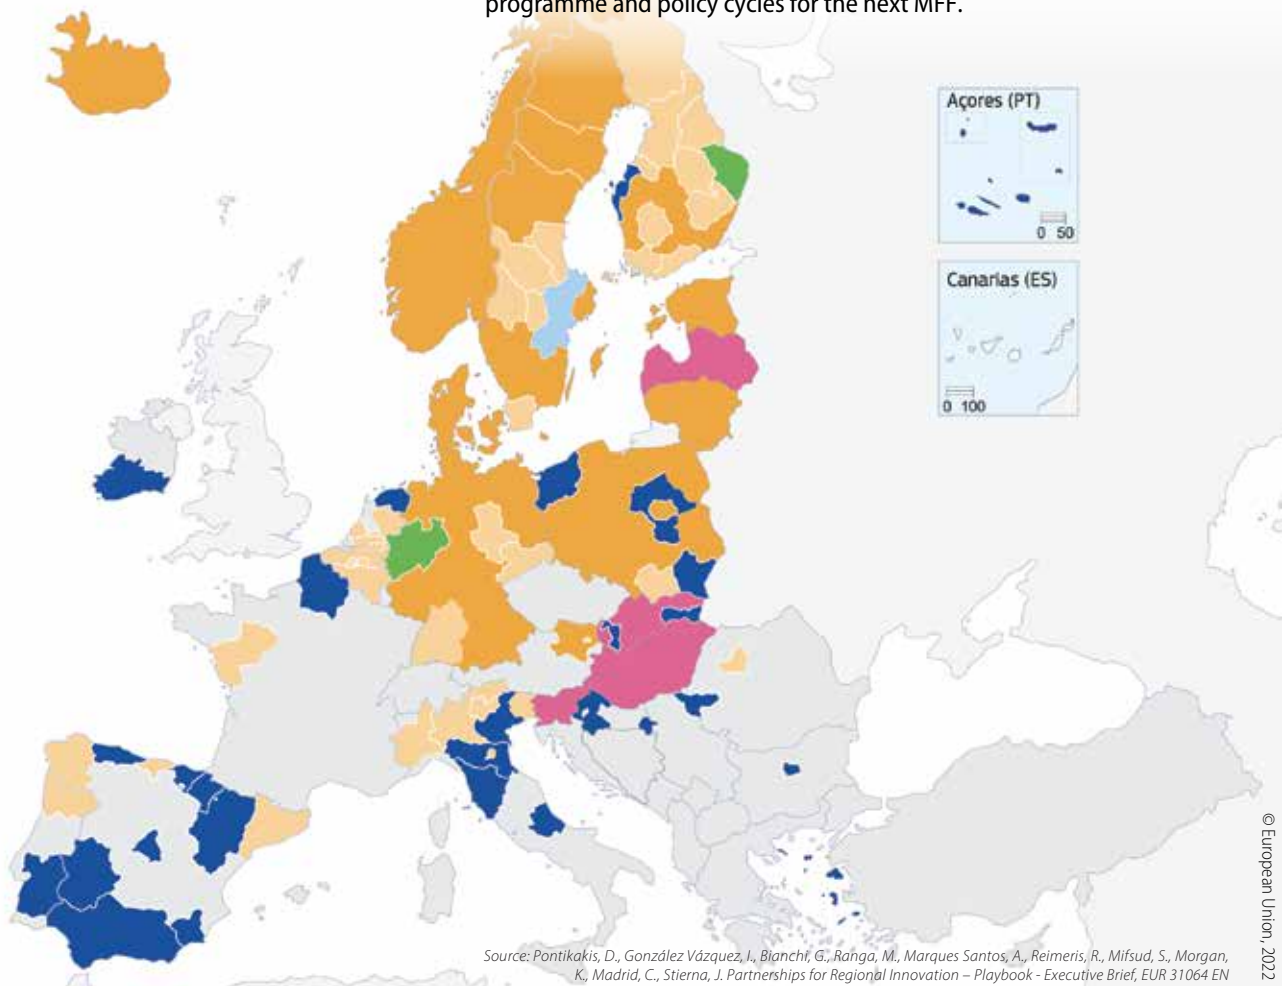 programme and policy cycles for the next MFF.
Açores (PT)
0 50
Canarias (ES)
0 100
© European Union, 2022
Source: Pontikakis, D., González Vázquez, I., Bianchi, G., Ranga, M., Marques Santos, A., Reimeris, R., Mifsud, S., Morgan,
K., Madrid, C., Stierna, J. Partnerships for Regional Innovation – Playbook - Executive Brief, EUR 31064 EN